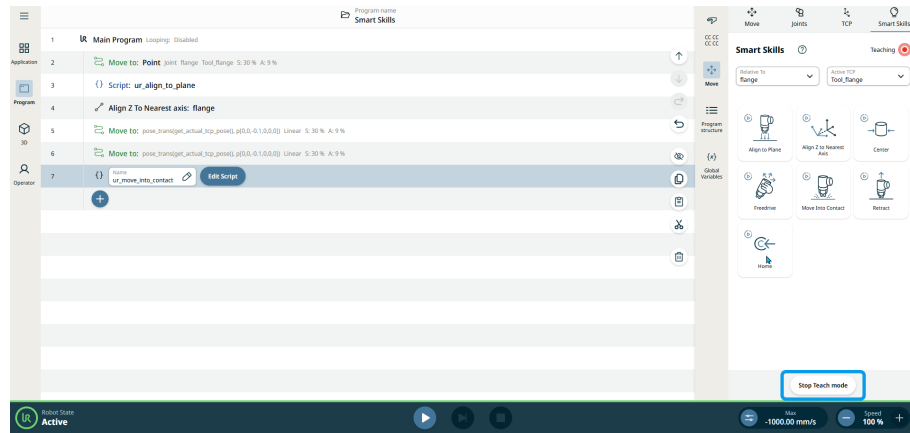 Program name
Smart Skills
Application
Program
3D
Operator
1 Main Program Looping: Disabled
2 Move to: Point Joint flange Tool_flange S: 30 % A: 9 %
3 {} Script: ur_align_to_plane
4 Align Z To Nearest axis: flange
5 Move to: pose_trans(get_actual_tcp_pose(), p[0,0,-0.1,0,0,0]) Linear S: 30 % A: 9 %
6 Move to: pose_trans(get_actual_tcp_pose(), p[0,0,-0.1,0,0,0]) Linear S: 30 % A: 9 %
7 {} Name
ur_move_into_contact
Edit Script
Move
Program
structure
{x}
Global
Variables
Move
Joints
TCP
Smart Skills
Smart Skills
Teaching
Relative To
flange
Active TCP
Tool_flange
Align to Plane
Align Z to Nearest
Axis
Center
Freedrive
Move Into Contact
Retract
Home
Stop Teach mode
Robot State
Active
Max
-1000.00 mm/s
Speed
100 %